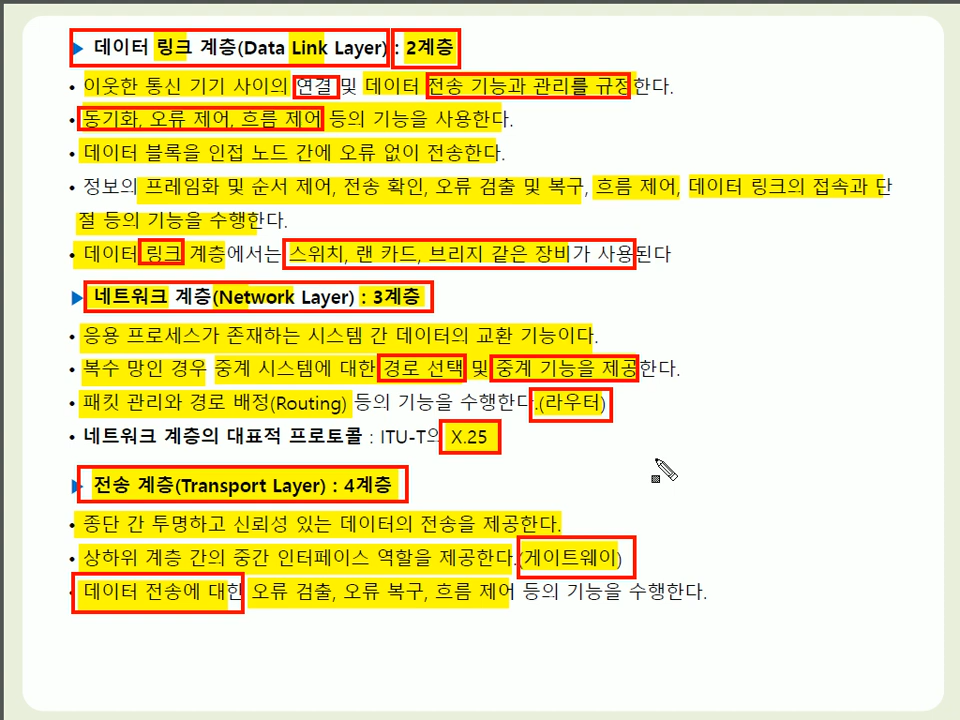 ▶ 데이터 링크 계층(Data Link Layer) : 2계층
• 이웃한 통신 기기 사이의 연결 및 데이터 전송 기능과 관리를 규정한다.
• 동기화, 오류 제어, 흐름 제어 등의 기능을 사용한다.
• 데이터 블록을 인접 노드 간에 오류 없이 전송한다.
• 정보의 프레임화 및 순서 제어, 전송 확인, 오류 검출 및 복구, 흐름 제어, 데이터 링크의 접속과 단
절 등의 기능을 수행한다.
• 데이터 링크 계층에서는 스위치, 랜 카드, 브리지 같은 장비가 사용된다
▶ 네트워크 계층(Network Layer) : 3계층
• 응용 프로세스가 존재하는 시스템 간 데이터의 교환 기능이다.
• 복수 망인 경우 중계 시스템에 대한 경로 선택 및 중계 기능을 제공한다.
• 패킷 관리와 경로 배정(Routing) 등의 기능을 수행한다.(라우터)
• 네트워크 계층의 대표적 프로토콜 : ITU-T의 X.25
▶ 전송 계층(Transport Layer) : 4계층
• 종단 간 투명하고 신뢰성 있는 데이터의 전송을 제공한다.
• 상하위 계층 간의 중간 인터페이스 역할을 제공한다.(게이트웨이)
• 데이터 전송에 대한 오류 검출, 오류 복구, 흐름 제어 등의 기능을 수행한다.